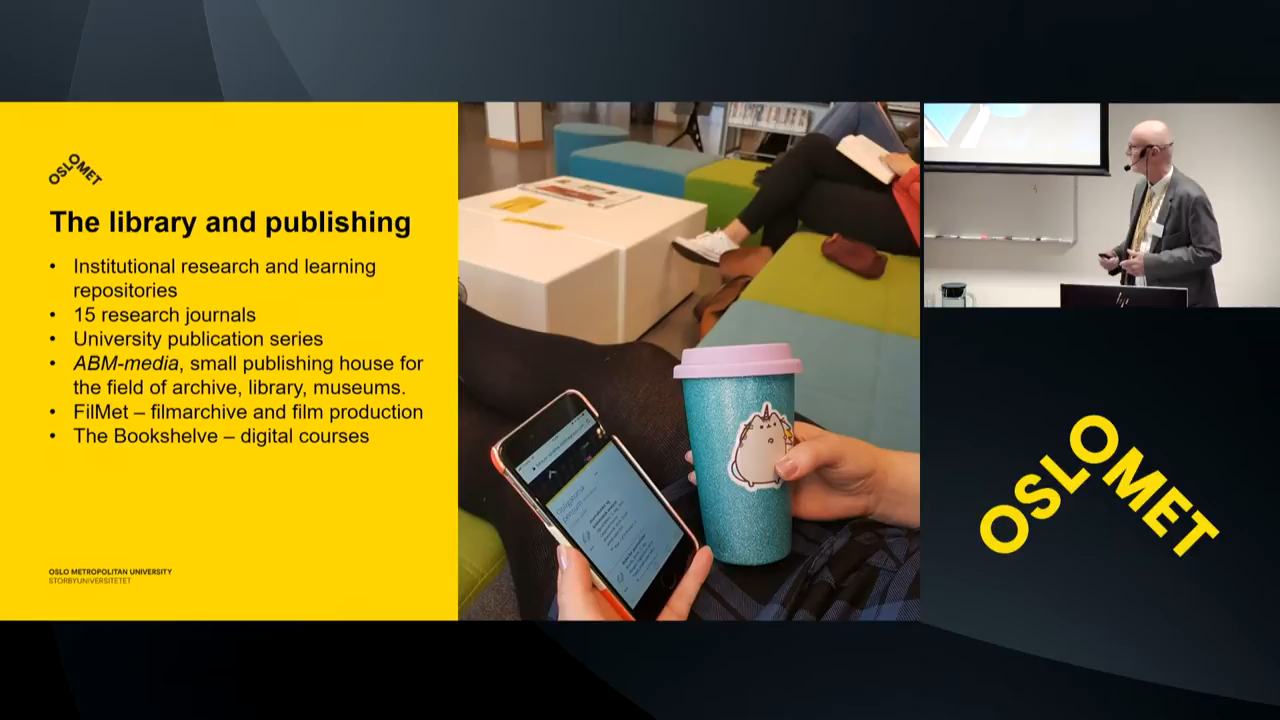 OSLOMET
The library and publishing
• Institutional research and learning
repositories
• 15 research journals
• University publication series
• ABM-media, small publishing house for
the field of archive, library, museums.
• FilMet – filmarchive and film production
• The Bookshelve – digital courses
OSLO METROPOLITAN UNIVERSITY
STORBYUNIVERSITETET
hp
OSLOMET